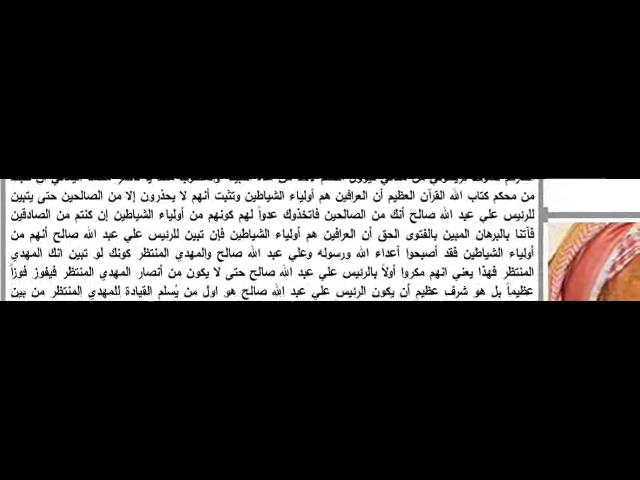 من محكم كتاب الله القرآن العظيم أن العرافين هم أولياء الشياطين وتثبت أنهم لا يحذرون إلا من الصالحين حتى يتبين
للرئيس علي عبد الله صالح أنك من الصالحين فاتخذوك عدواً لهم كونهم من أولياء الشياطين إن كنتم من الصادقين
فآتنا بالبرهان المبين بالفتوى الحق أن العرافين هم أولياء الشياطين فإن تبين للرئيس علي عبد الله صالح أنهم من
أولياء الشياطين فقد أصبحوا أعداء الله ورسوله وعلي عبد الله صالح والمهدي المنتظر كونك لو تبين انك المهدي
المنتظر فهذا يعني انهم مكروا أولاً بالرئيس علي عبد الله صالح حتى لا يكون من أنصار المهدي المنتظر فيفوز فوزاً
عظيماً بل هو شرف عظيم أن يكون الرئيس علي عبد الله صالح هو اول من يُسلم القيادة للمهدي المنتظر من بين